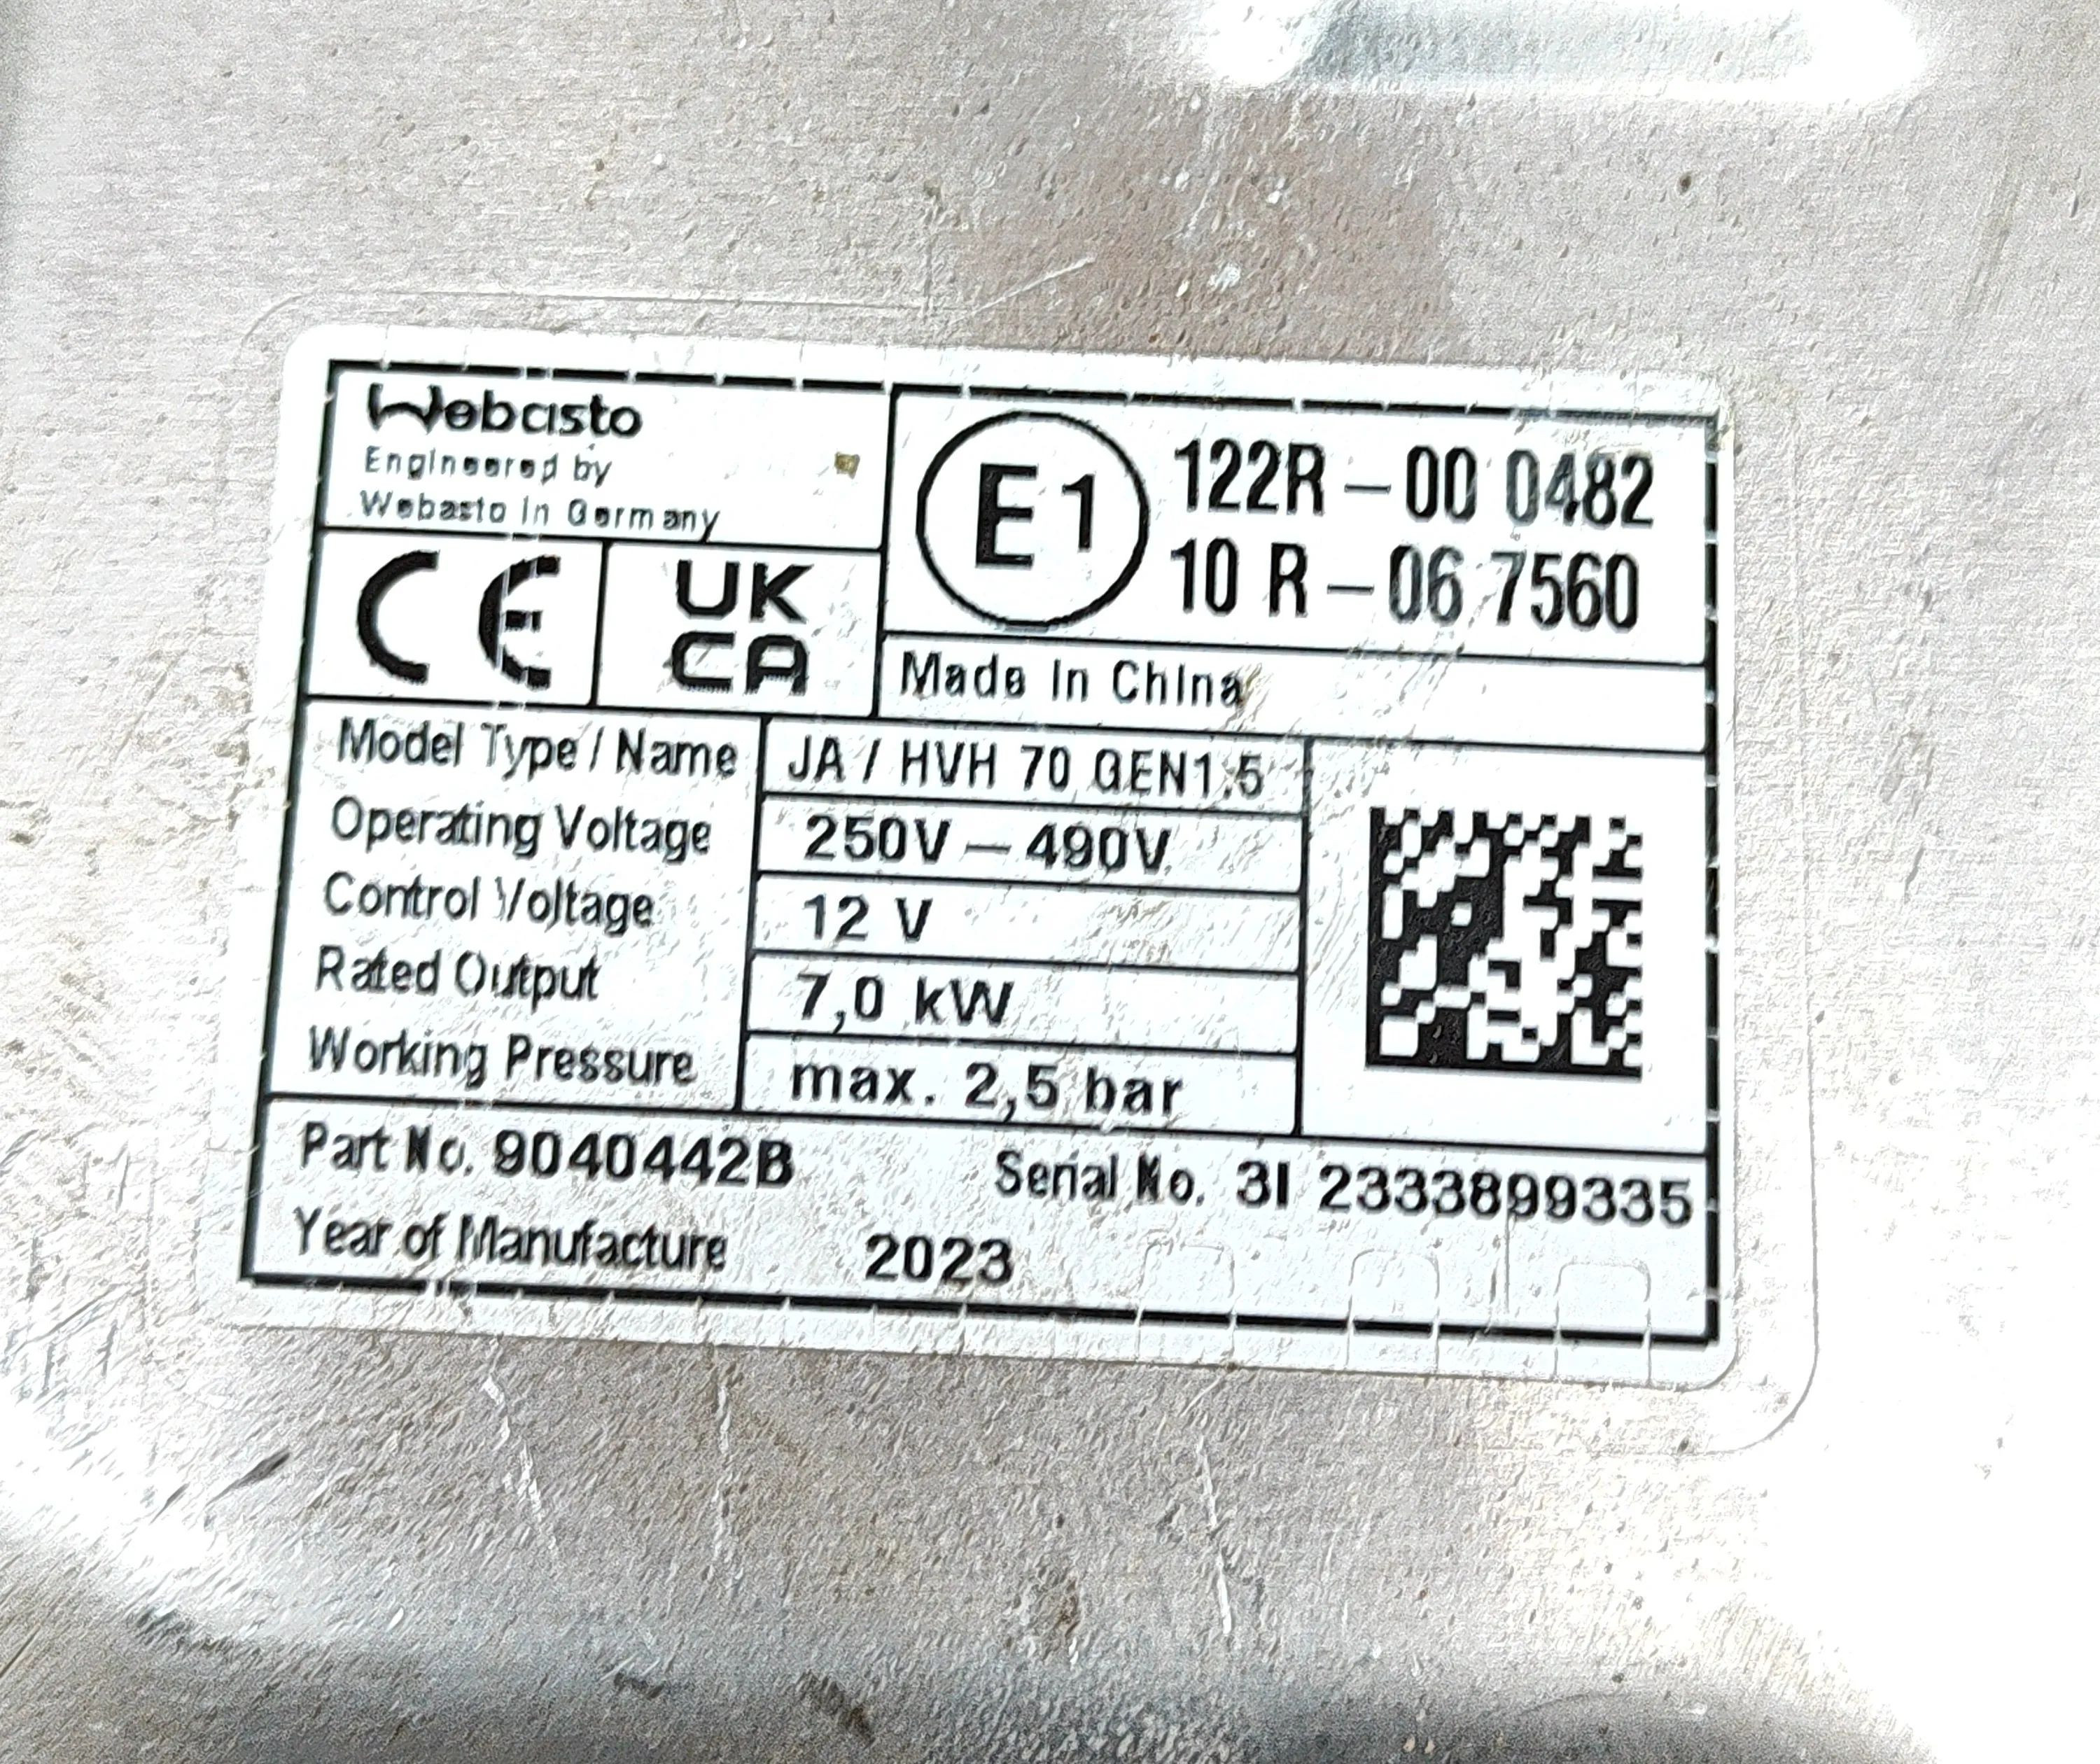 Webasto
Engineered by
Webasto in Germany
E1
122R - 00 0482
10 R - 06 7560
CE
UK
CA
Made in China
Model Type / Name JA / HVH 70 GEN1.5
Operating Voltage 250V - 490V
Control Voltage 12 V
Rated Output 7,0 kW
Working Pressure max. 2,5 bar
Part No. 9040442B Serial No. 3I 2333899335
Year of Manufacture 2023